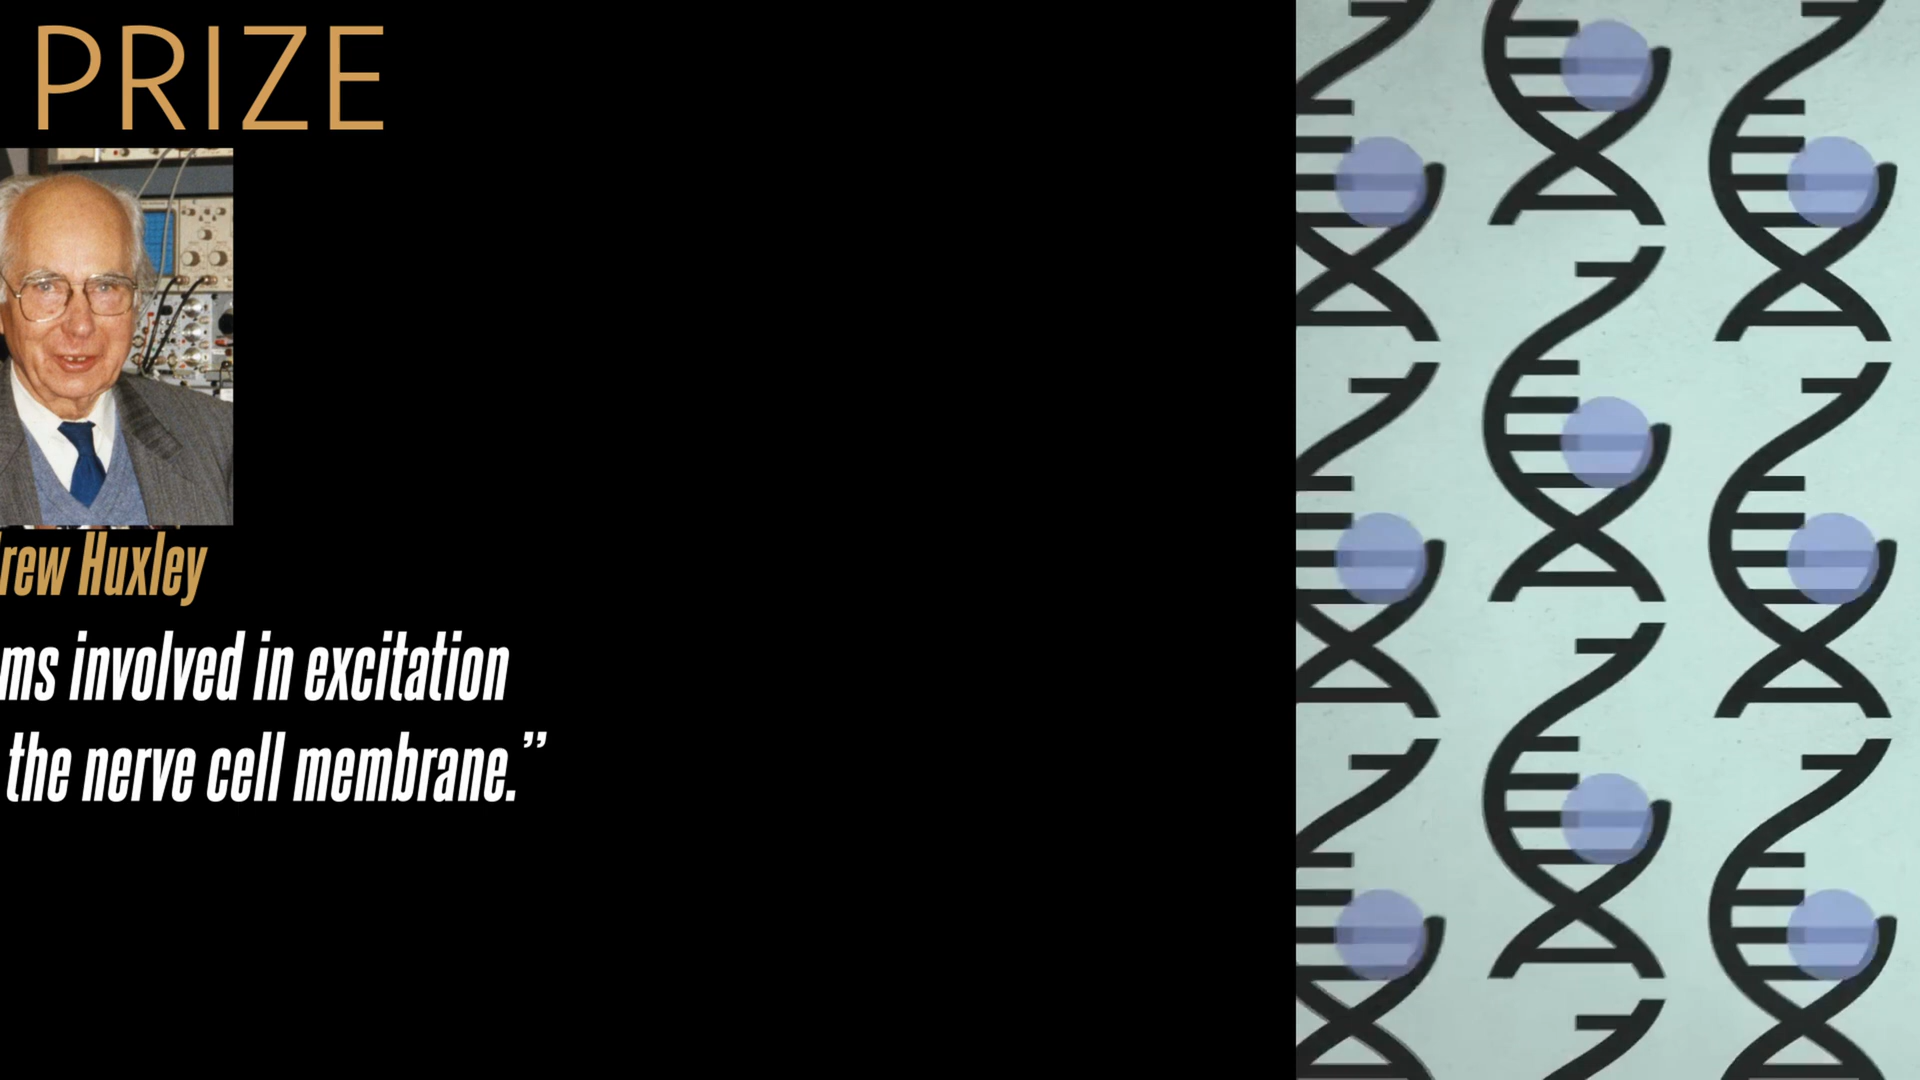 PRIZE
rew Huxley
ms involved in excitation
the nerve cell membrane.”